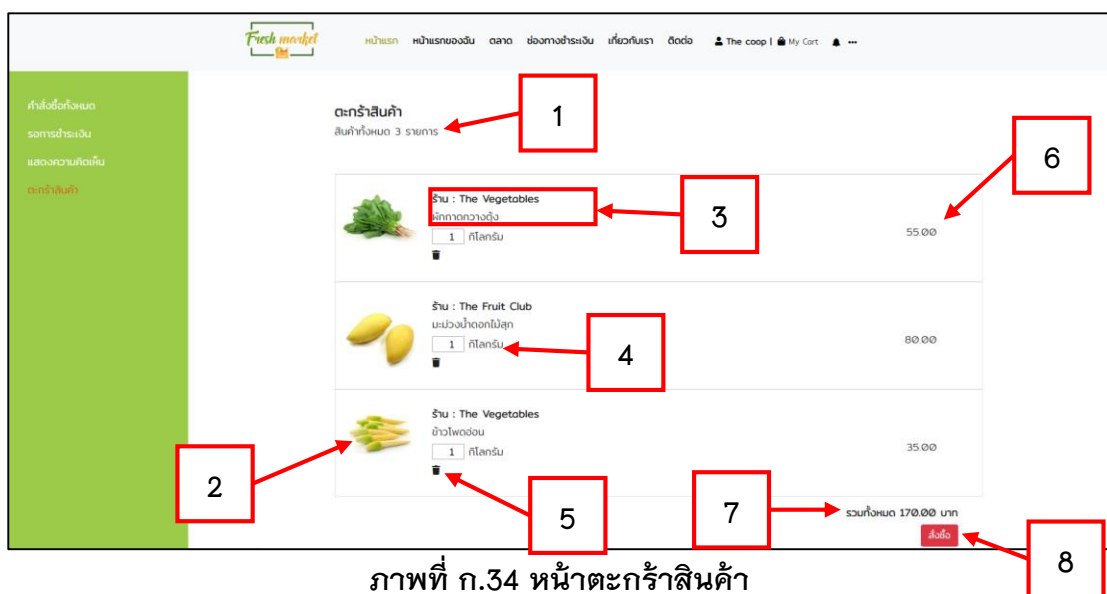 Fresh market
หน้าแรก หน้าแรกของฉัน ตลาด ช่องทางชำระเงิน เกี่ยวกับเรา ติดต่อ The coop | My Cart
คำสั่งซื้อทั้งหมด
รอการชำระเงิน
แสดงความคิดเห็น
ตะกร้าสินค้า
ตะกร้าสินค้า
สินค้าทั้งหมด 3 รายการ
1
6
ร้าน : The Vegetables
ผักกาดกวางตุ้ง
1 กิโลกรัม
55.00
3
ร้าน : The Fruit Club
มะม่วงน้ำดอกไม้สุก
1 กิโลกรัม
80.00
4
ร้าน : The Vegetables
ข้าวโพดอ่อน
1 กิโลกรัม
35.00
2
5
7
รวมทั้งหมด 170.00 บาท
สั่งซื้อ
8
ภาพที่ ก.34 หน้าตะกร้าสินค้า